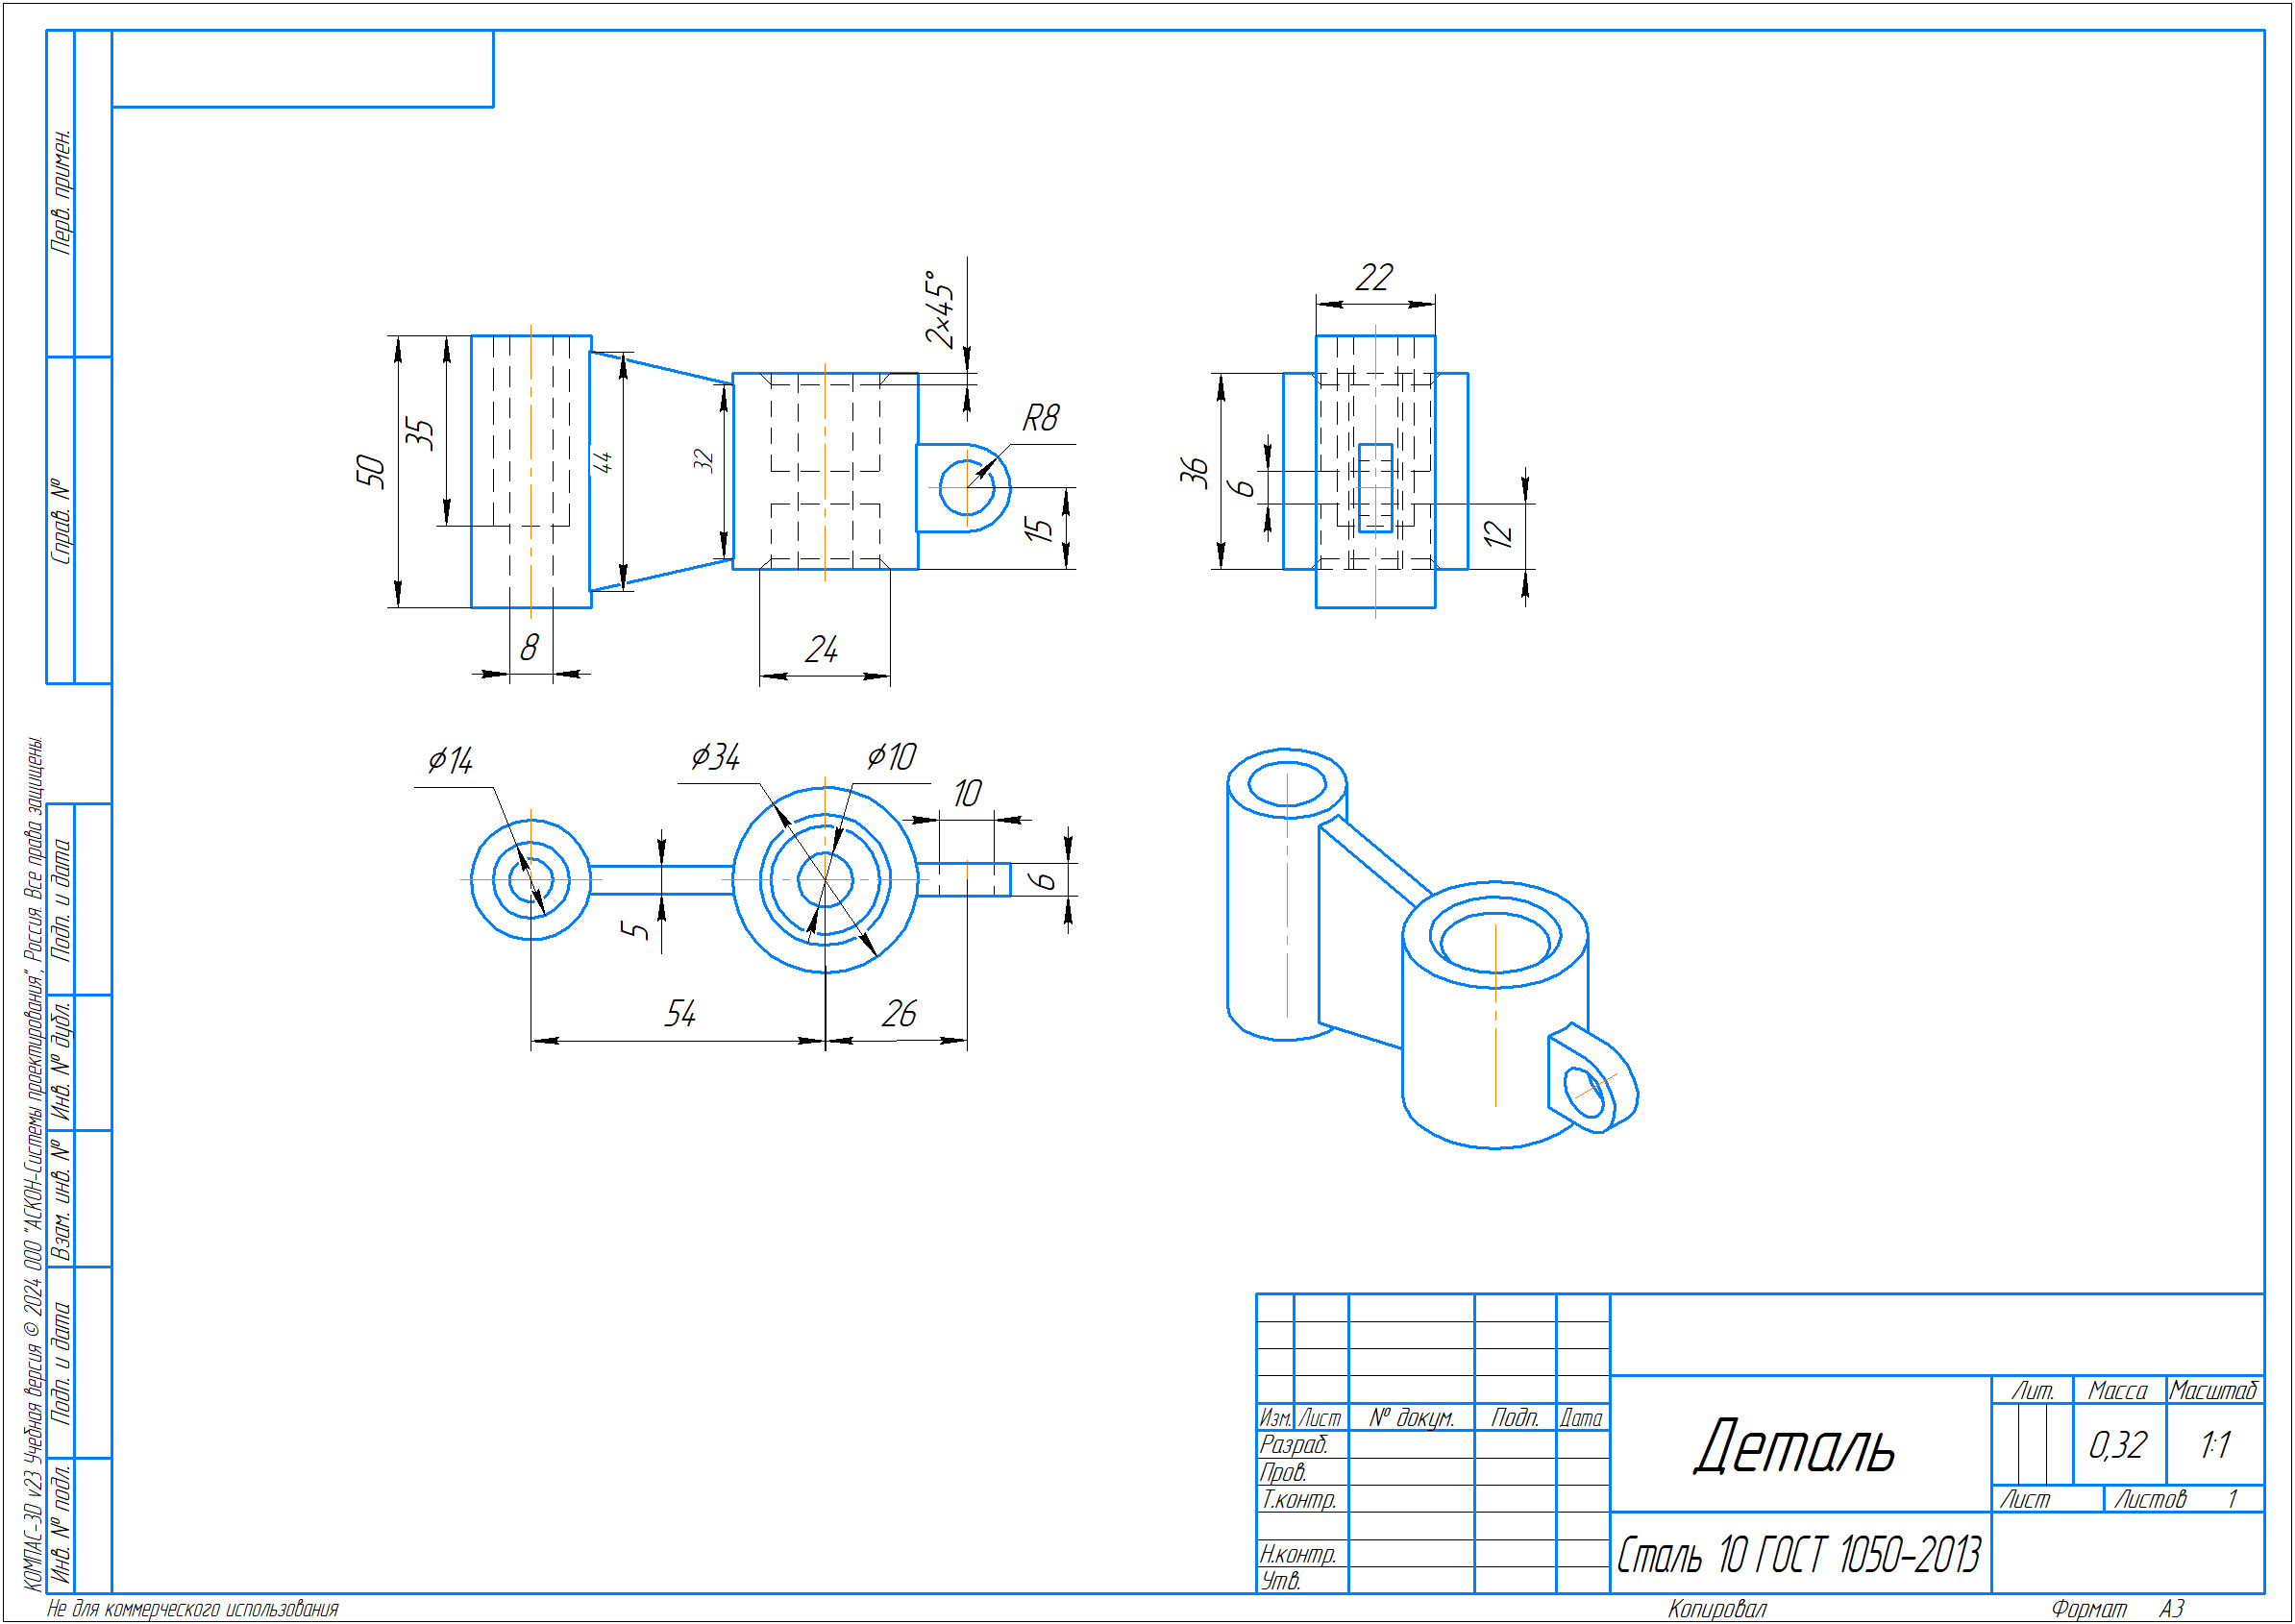 Перв. примен.
Справ. №
Подп. и дата
Инв. № дубл.
Взам. инв. №
Подп. и дата
Инв. № подл.
КОМПАС-3D v23 Учебная версия © 2024 ООО "АСКОН-Системы проектирования", Россия. Все права защищены.
Не для коммерческого использования
2×45°
R8
50
35
44
32
15
8
24
22
36
6
12
⌀14
⌀34
⌀10
10
6
5
54
26
Изм. Лист № докум. Подп. Дата
Разраб.
Пров.
Т.контр.
Н.контр.
Утв.
Деталь
Сталь 10 ГОСТ 1050-2013
Лит. Масса Масштаб
0,32 1:1
Лист Листов 1
Копировал
Формат А3